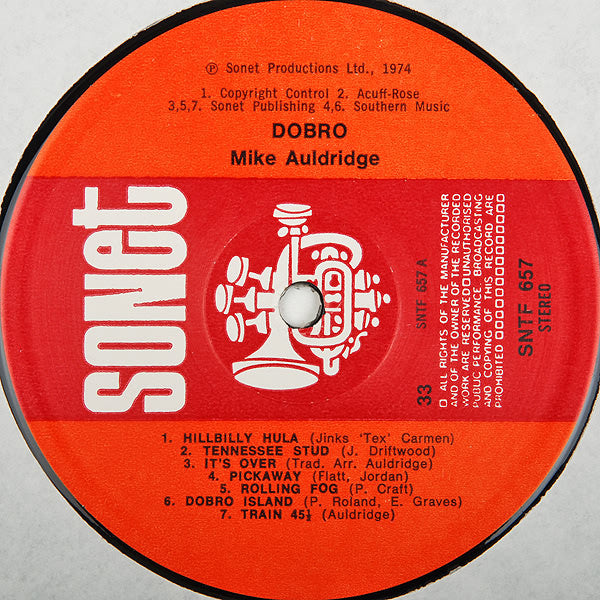 ℗ Sonet Productions Ltd., 1974
1. Copyright Control 2. Acuff-Rose
3,5,7. Sonet Publishing 4,6. Southern Music
DOBRO
Mike Auldridge
sonet
33
SNTF 657 A
□ ALL RIGHTS OF THE MANUFACTURER
AND OF THE OWNER OF THE RECORDED
WORK ARE RESERVED□UNAUTHORISED
PUBLIC PERFORMANCE, BROADCASTING
AND COPYING OF THIS RECORD ARE
PROHIBITED
SNTF 657
STEREO
1. HILLBILLY HULA (Jinks 'Tex' Carmen)
2. TENNESSEE STUD (J. Driftwood)
3. IT'S OVER (Trad. Arr. Auldridge)
4. PICKAWAY (Flatt, Jordan)
5. ROLLING FOG (P. Craft)
6. DOBRO ISLAND (P. Roland, E. Graves)
7. TRAIN 45½ (Auldridge)